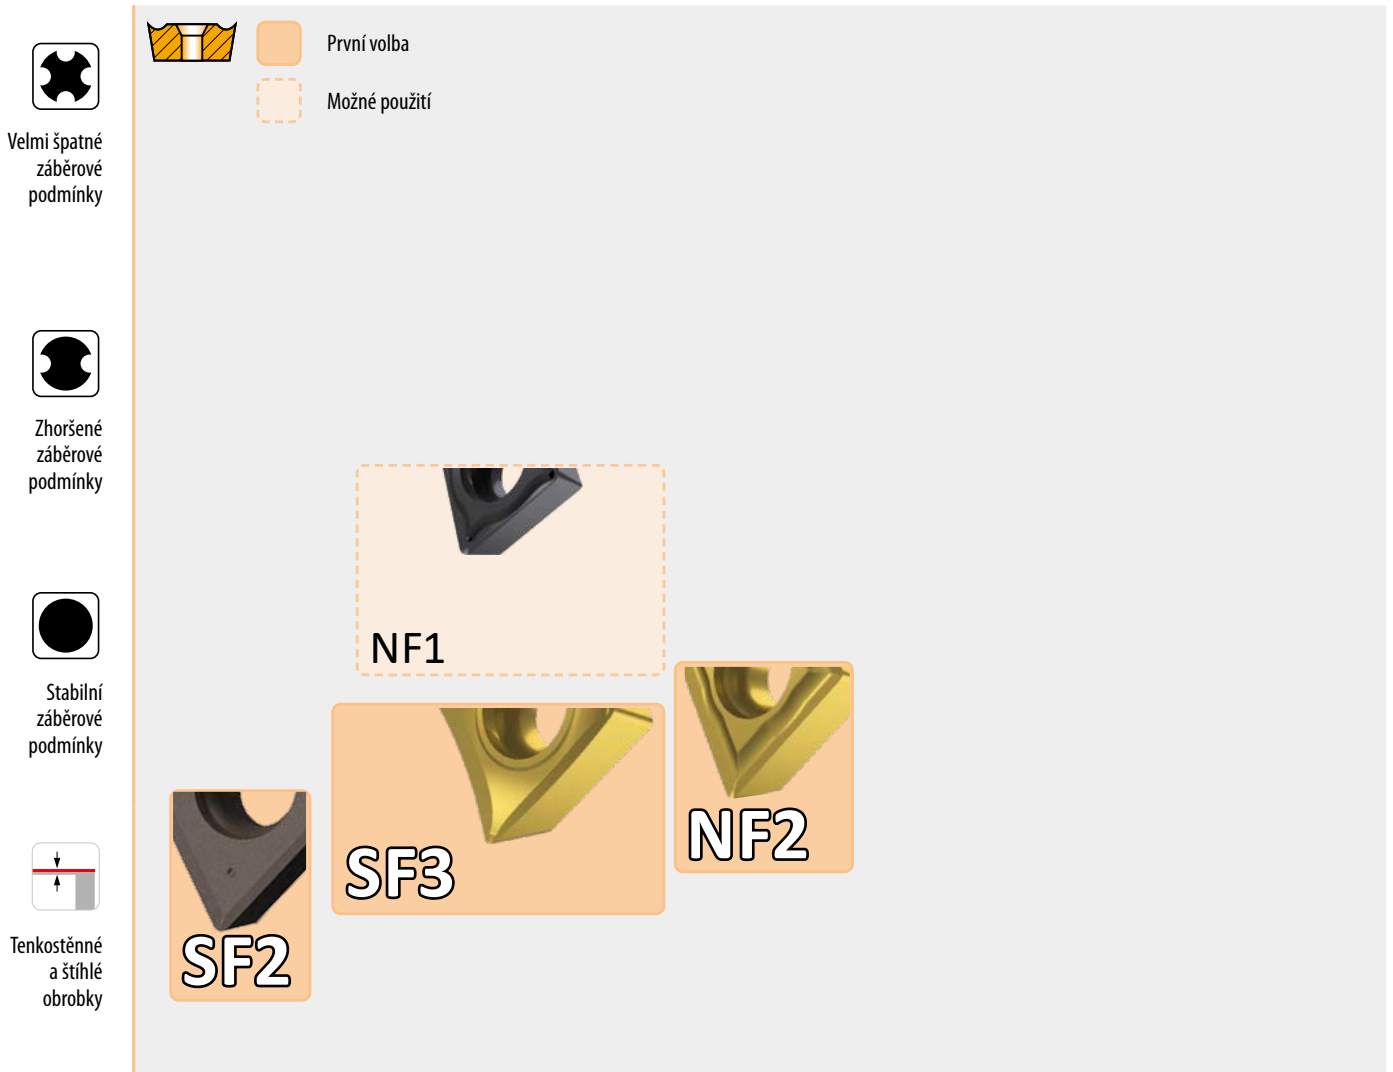 První volba
Možné použití
Velmi špatné
záběrové
podmínky
Zhoršené
záběrové
podmínky
NF1
Stabilní
záběrové
podmínky
NF2
SF3
SF2
Tenkostěnné
a štíhlé
obrobky